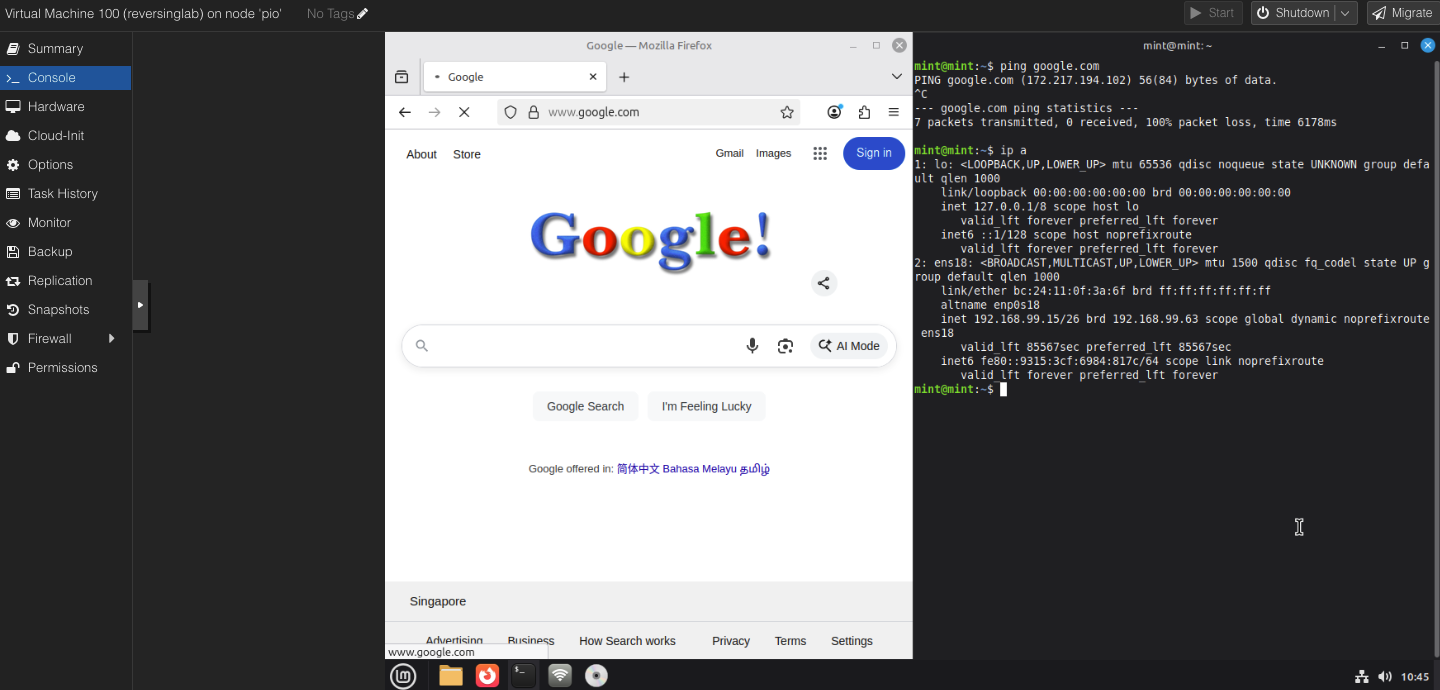 Virtual Machine 100 (reversinglab) on node 'pio'
No Tags
Start
Shutdown
Migrate
Summary
Console
Hardware
Cloud-Init
Options
Task History
Monitor
Backup
Replication
Snapshots
Firewall
Permissions
Google — Mozilla Firefox
Google
www.google.com
About Store
Gmail Images
Sign in
Google!
AI Mode
Google Search
I'm Feeling Lucky
Google offered in: 简体中文 Bahasa Melayu தமிழ்
Singapore
Advertising Business How Search works Privacy Terms Settings
www.google.com
mint@mint: ~
mint@mint:~$ ping google.com
PING google.com (172.217.194.102) 56(84) bytes of data.
^C
--- google.com ping statistics ---
7 packets transmitted, 0 received, 100% packet loss, time 6178ms
mint@mint:~$ ip a
1: lo: <LOOPBACK,UP,LOWER_UP> mtu 65536 qdisc noqueue state UNKNOWN group defa
ult qlen 1000
link/loopback 00:00:00:00:00:00 brd 00:00:00:00:00:00
inet 127.0.0.1/8 scope host lo
valid_lft forever preferred_lft forever
inet6 ::1/128 scope host noprefixroute
valid_lft forever preferred_lft forever
2: ens18: <BROADCAST,MULTICAST,UP,LOWER_UP> mtu 1500 qdisc fq_codel state UP g
roup default qlen 1000
link/ether bc:24:11:0f:3a:6f brd ff:ff:ff:ff:ff:ff
altname enp0s18
inet 192.168.99.15/26 brd 192.168.99.63 scope global dynamic noprefixroute
ens18
valid_lft 85567sec preferred_lft 85567sec
inet6 fe80::9315:3cf:6984:817c/64 scope link noprefixroute
valid_lft forever preferred_lft forever
mint@mint:~$
10:45